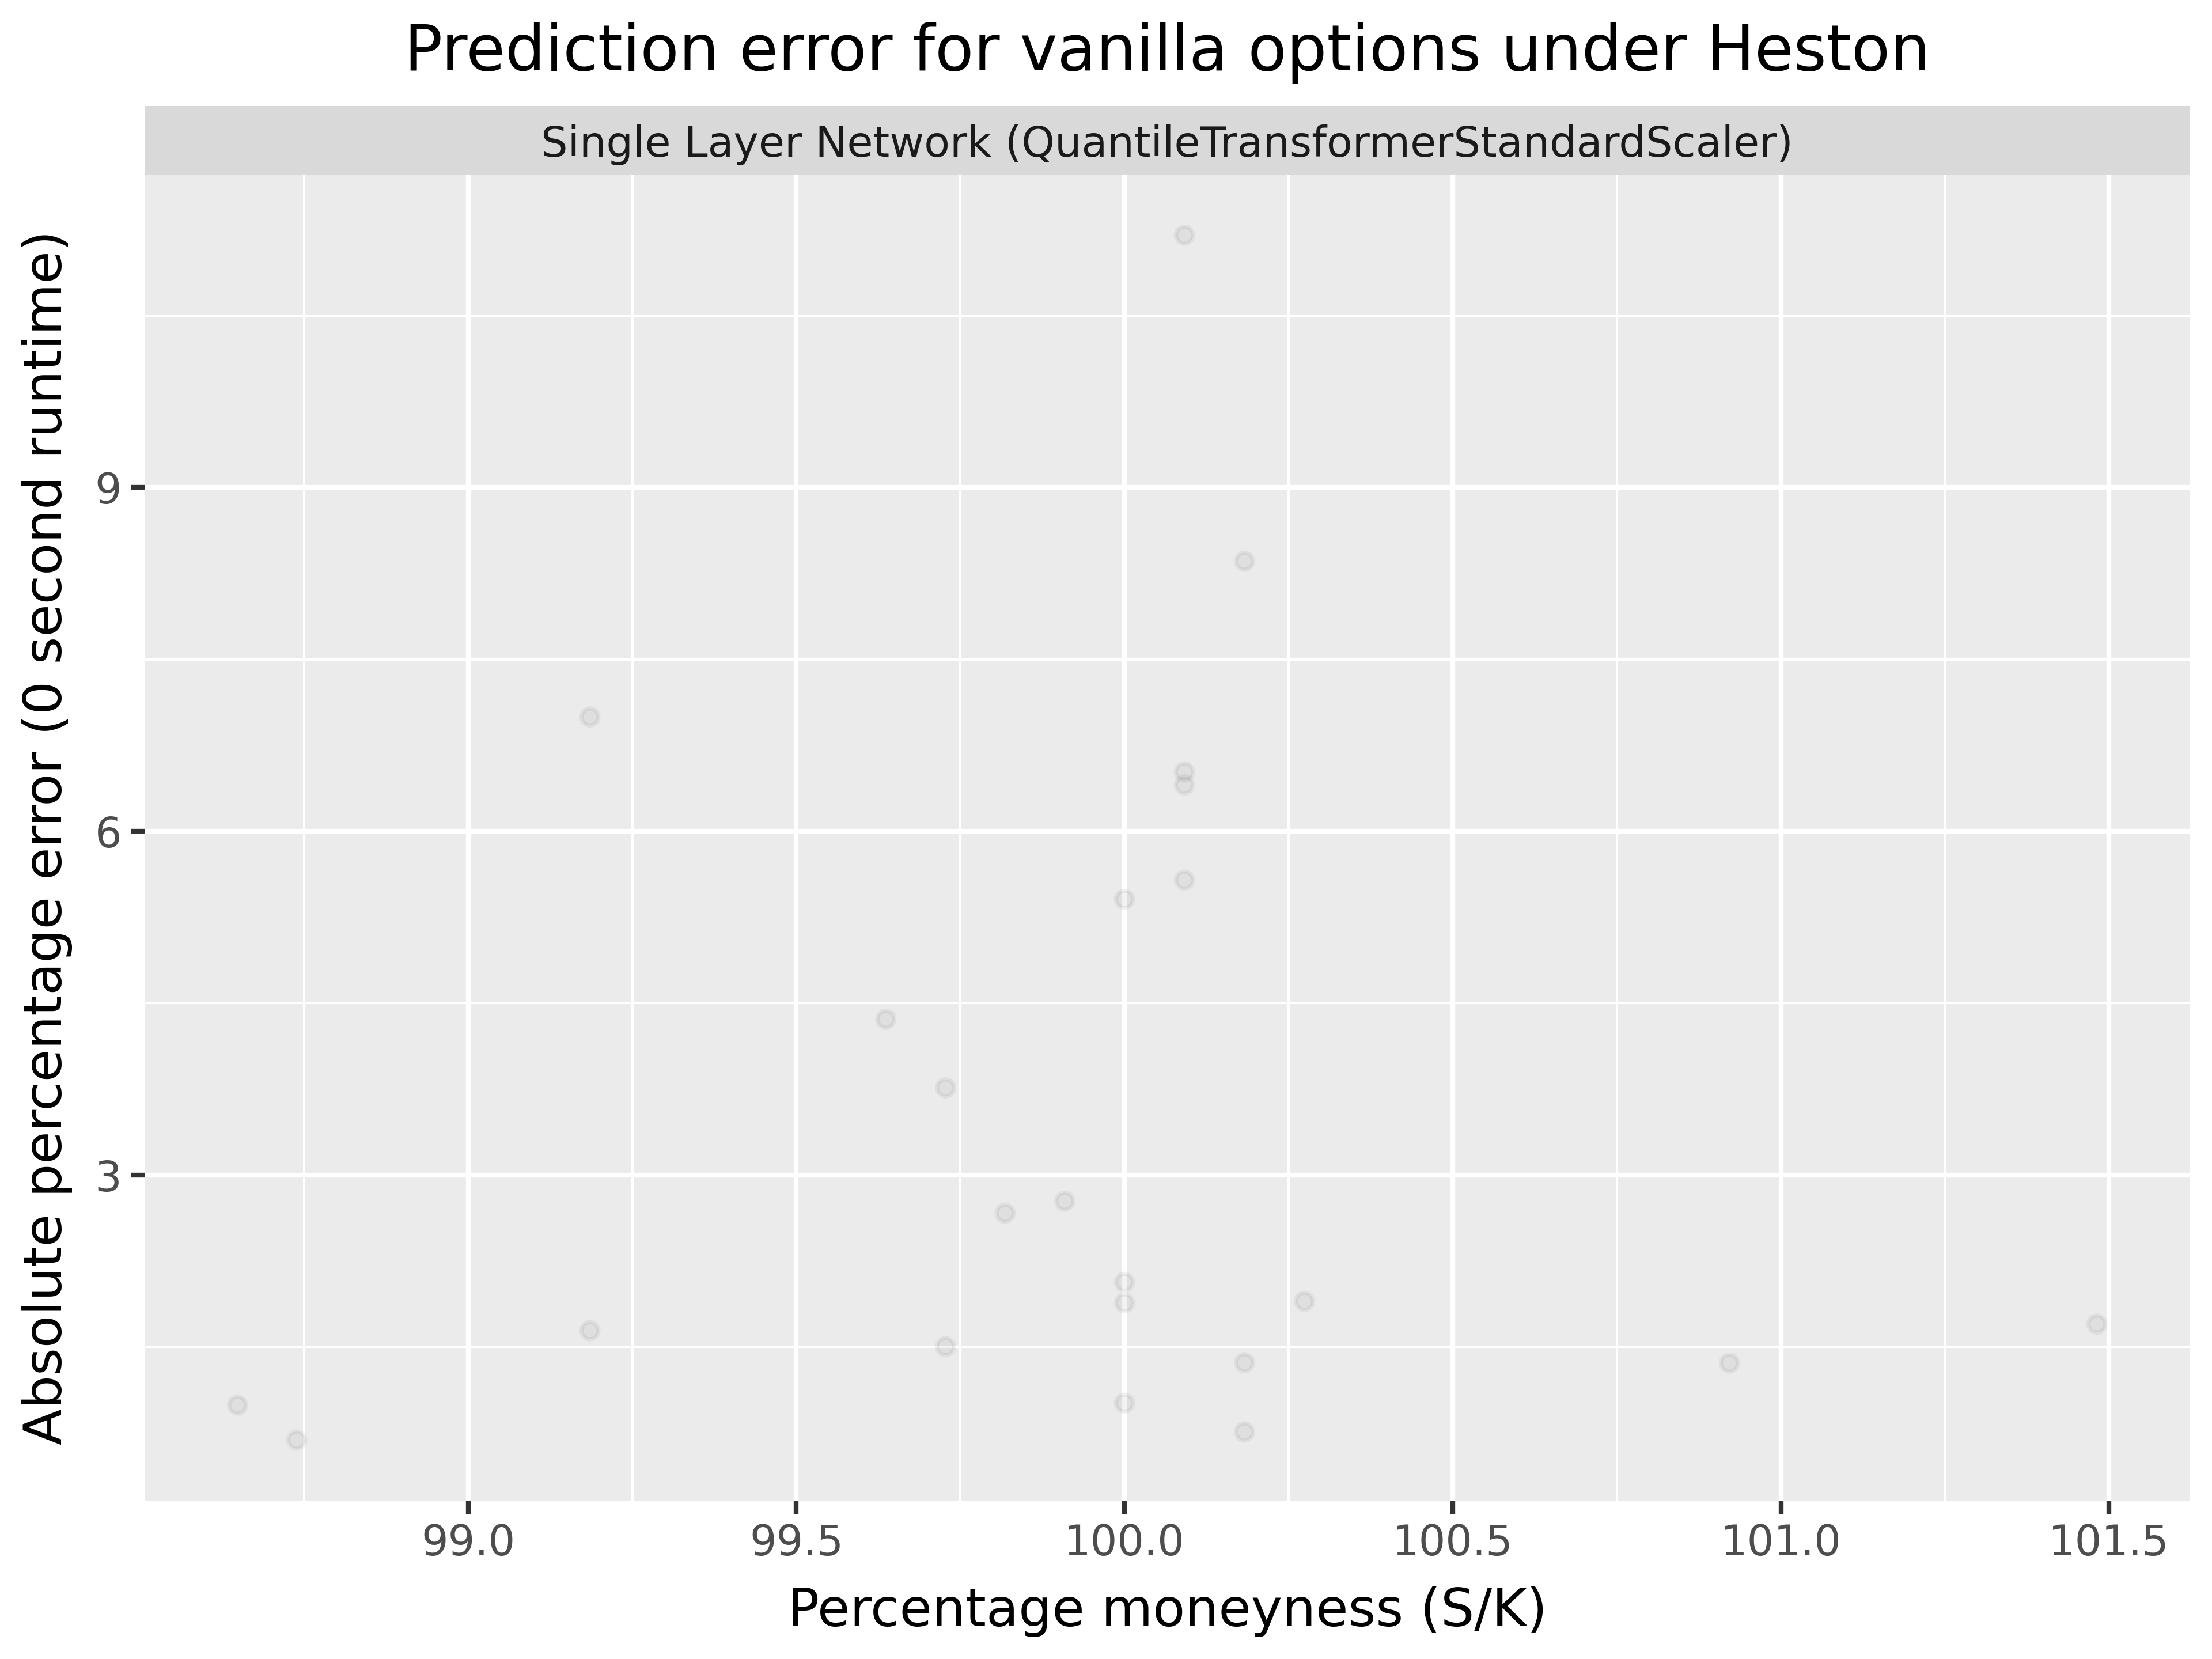 Prediction error for vanilla options under Heston
Single Layer Network (QuantileTransformerStandardScaler)
Absolute percentage error (0 second runtime)
9
6
3
99.0
99.5
100.0
100.5
101.0
101.5
Percentage moneyness (S/K)